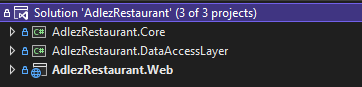 Solution 'AdlezRestaurant' (3 of 3 projects)
C# AdlezRestaurant.Core
C# AdlezRestaurant.DataAccessLayer
AdlezRestaurant.Web